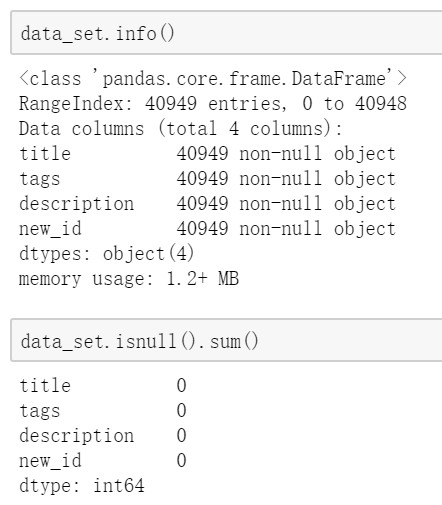 data_set.info()
<class 'pandas.core.frame.DataFrame'>
RangeIndex: 40949 entries, 0 to 40948
Data columns (total 4 columns):
title          40949 non-null object
tags           40949 non-null object
description    40949 non-null object
new_id         40949 non-null object
dtypes: object(4)
memory usage: 1.2+ MB
data_set.isnull().sum()
title          0
tags           0
description    0
new_id         0
dtype: int64